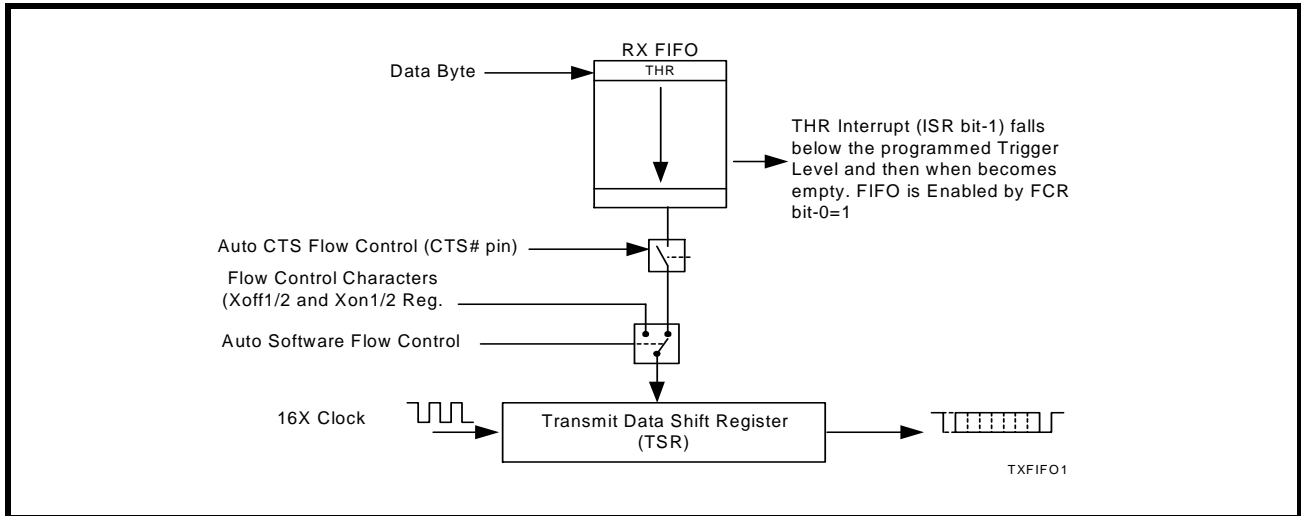 RX FIFO
Data Byte
THR
THR Interrupt (ISR bit-1) falls
below the programmed Trigger
Level and then when becomes
empty. FIFO is Enabled by FCR
bit-0=1
Auto CTS Flow Control (CTS# pin)
Flow Control Characters
(Xoff1/2 and Xon1/2 Reg.
Auto Software Flow Control
16X Clock
Transmit Data Shift Register
(TSR)
TXFIFO1